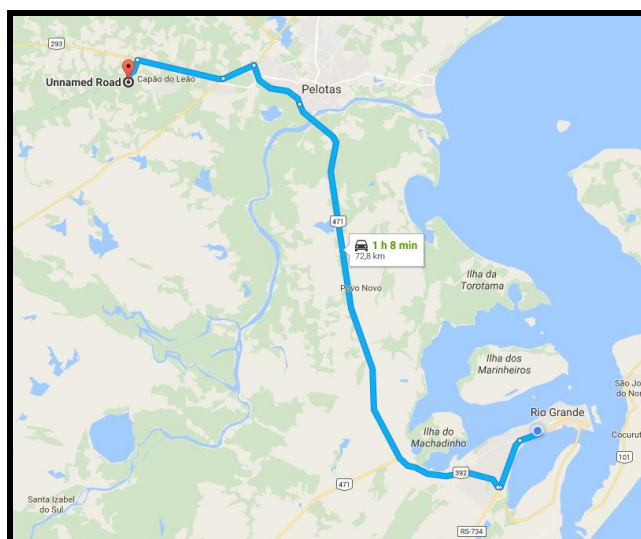 293
Unnamed Road
Capão do Leão
Pelotas
471
1 h 8 min
72,8 km
Ilha da
Torotama
Povo Novo
Ilha dos
Marinheiros
São Jo
do Nor
Rio Grande
Ilha do
Machadinho
Cocuruto
101
392
471
Santa Izabel
do Sul
RS-734